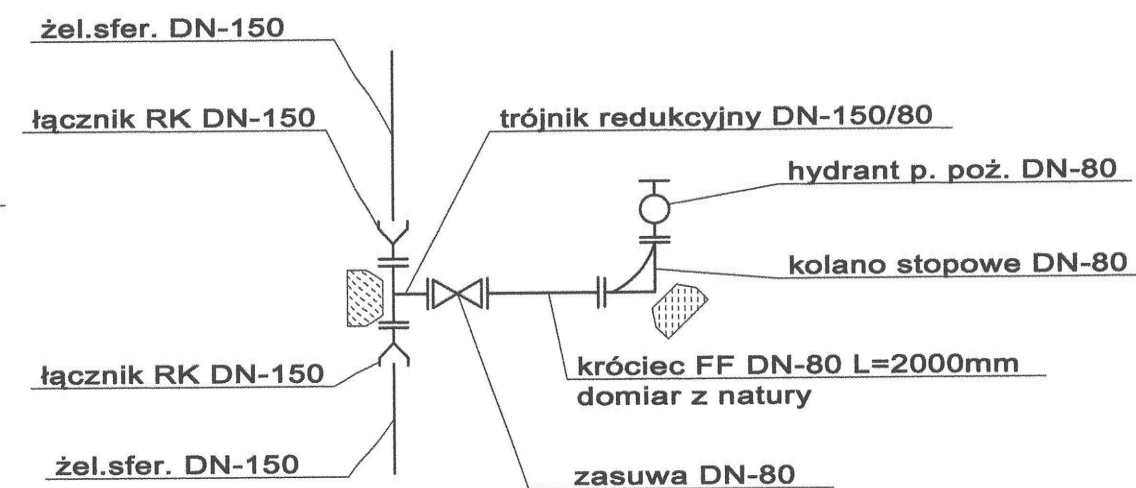 żel.sfer. DN-150
łącznik RK DN-150
trójnik redukcyjny DN-150/80
hydrant p. poż. DN-80
kolano stopowe DN-80
łącznik RK DN-150
króciec FF DN-80 L=2000mm
domiar z natury
żel.sfer. DN-150
zasuwa DN-80